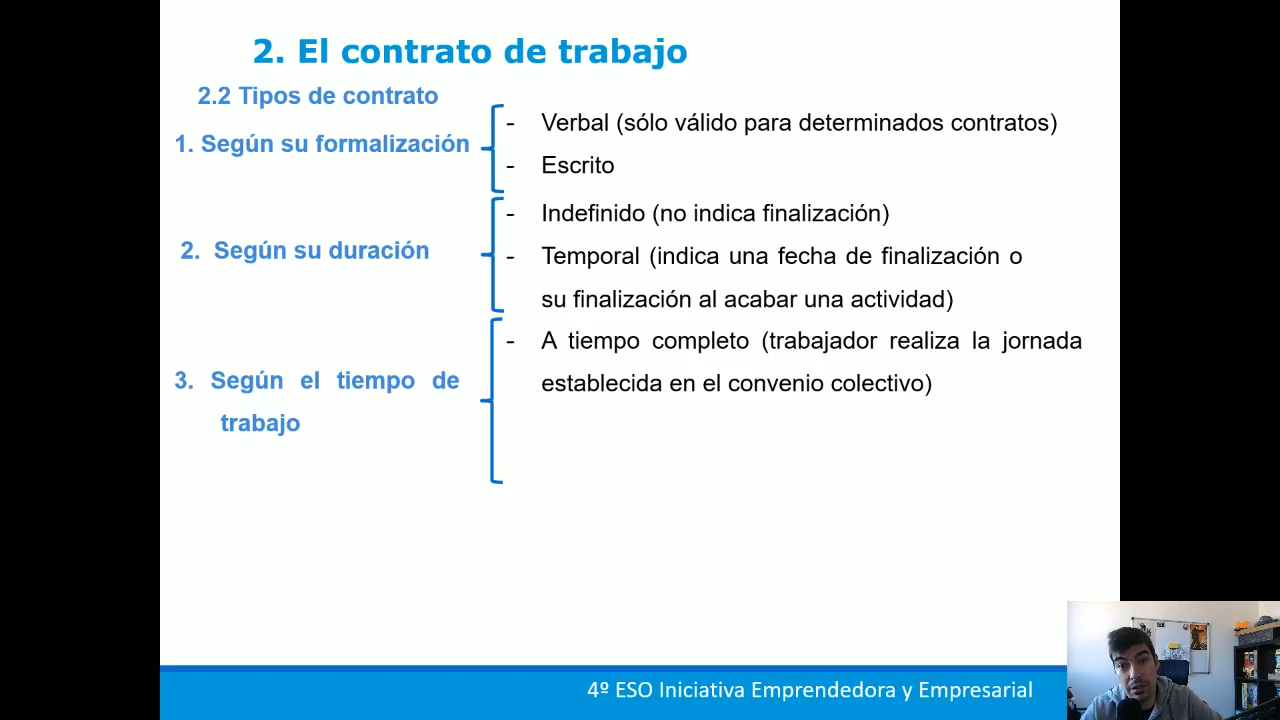 2. El contrato de trabajo
2.2 Tipos de contrato
1. Según su formalización
- Verbal (sólo válido para determinados contratos)
- Escrito
2. Según su duración
- Indefinido (no indica finalización)
- Temporal (indica una fecha de finalización o
su finalización al acabar una actividad)
3. Según el tiempo de
trabajo
- A tiempo completo (trabajador realiza la jornada
establecida en el convenio colectivo)
4º ESO Iniciativa Emprendedora y Empresarial